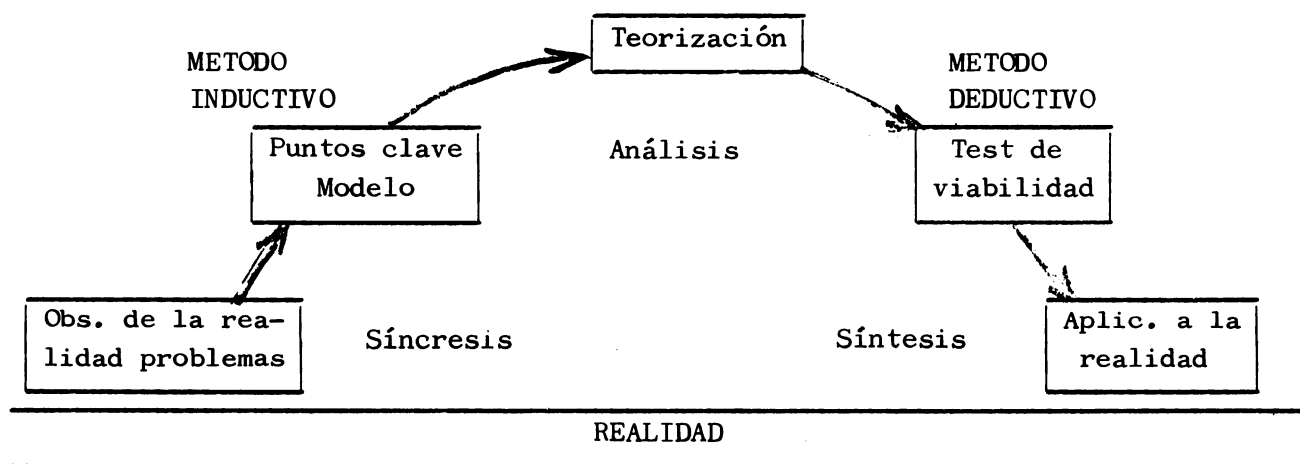 Teorización
METODO
INDUCTIVO
METODO
DEDUCTIVO
Puntos clave
Modelo
Análisis
Test de
viabilidad
Obs. de la rea-
lidad problemas
Síncresis
Síntesis
Aplic. a la
realidad
REALIDAD